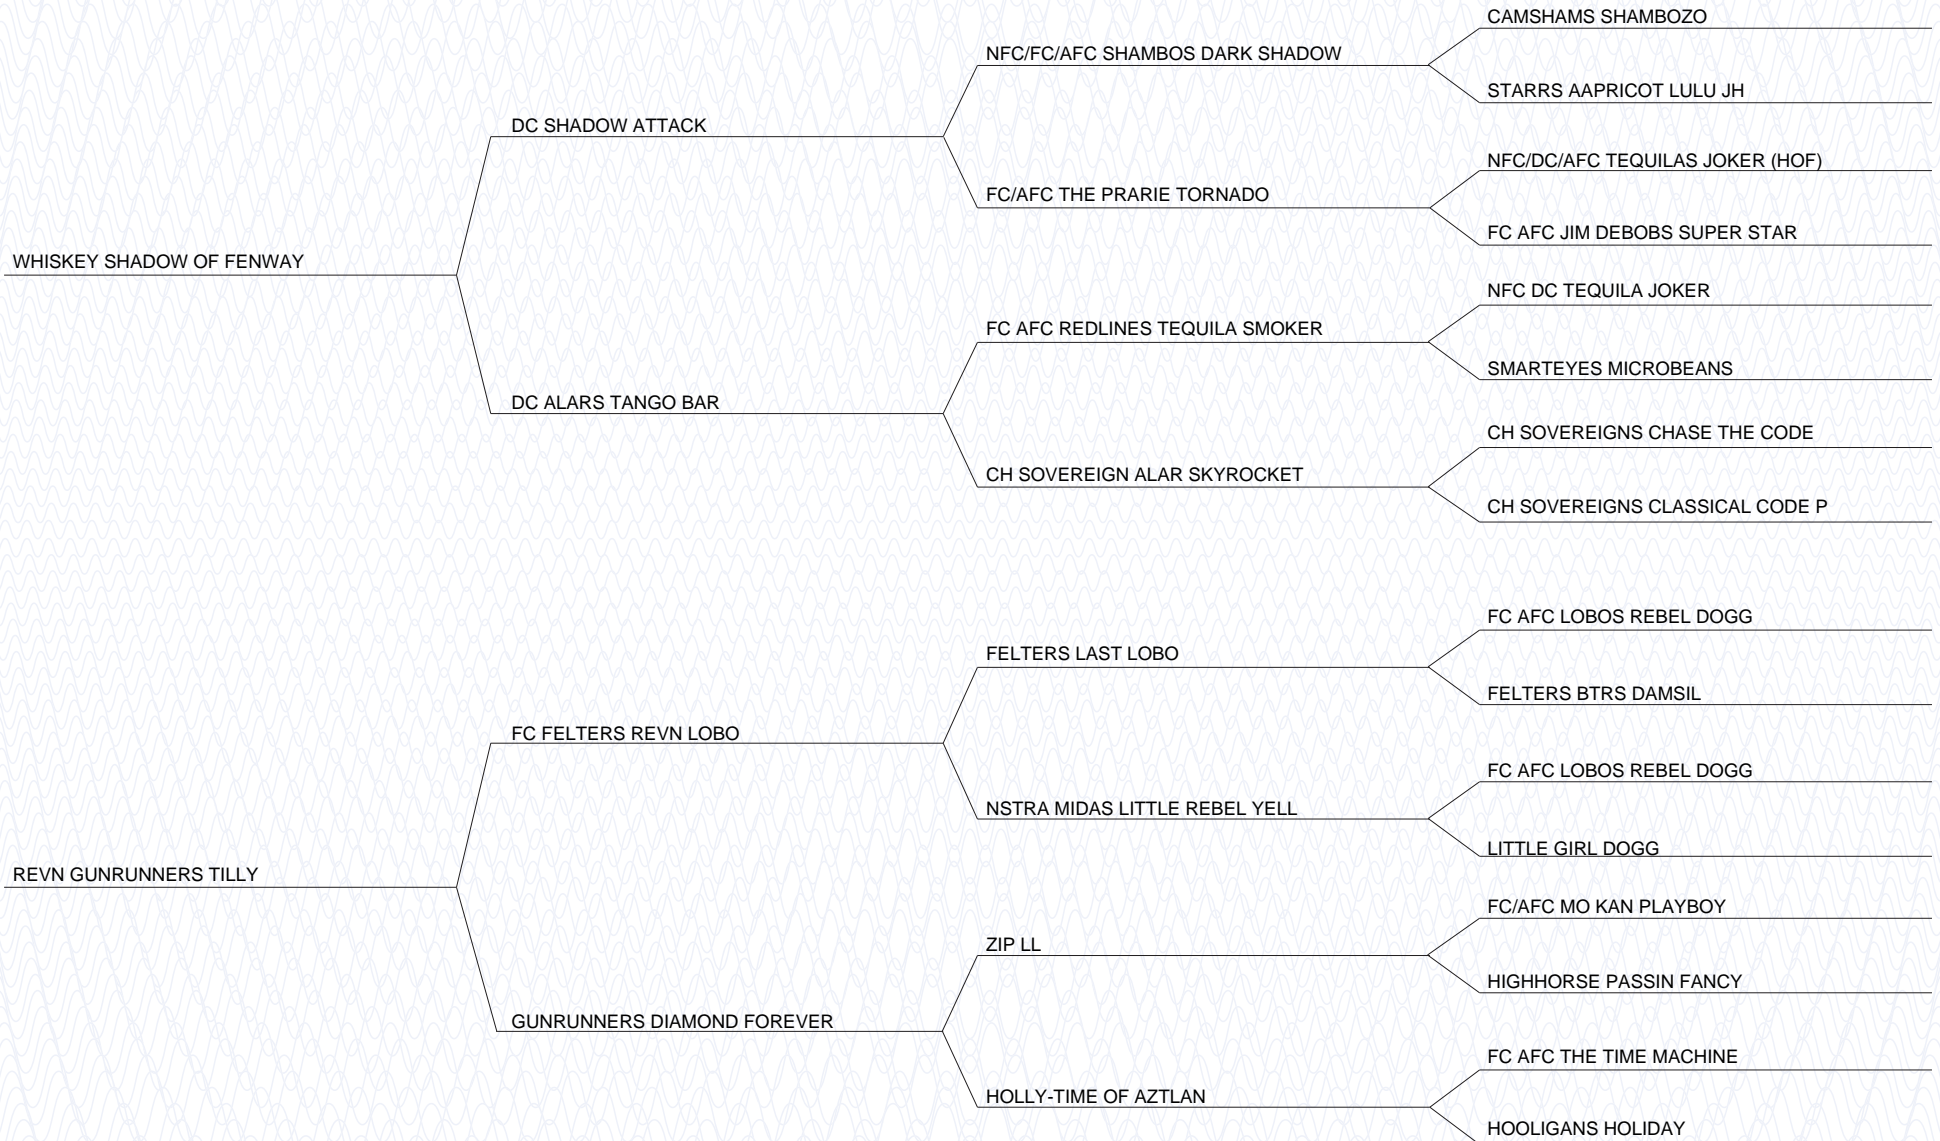 CAMSHAMS SHAMBOZO
NFC/FC/AFC SHAMBOS DARK SHADOW
STARRS AAPRICOT LULU JH
DC SHADOW ATTACK
NFC/DC/AFC TEQUILAS JOKER (HOF)
FC/AFC THE PRARIE TORNADO
FC AFC JIM DEBOBS SUPER STAR
WHISKEY SHADOW OF FENWAY
NFC DC TEQUILA JOKER
FC AFC REDLINES TEQUILA SMOKER
SMARTEYES MICROBEANS
DC ALARS TANGO BAR
CH SOVEREIGNS CHASE THE CODE
CH SOVEREIGN ALAR SKYROCKET
CH SOVEREIGNS CLASSICAL CODE P
FC AFC LOBOS REBEL DOGG
FELTERS LAST LOBO
FELTERS BTRS DAMSIL
FC FELTERS REVN LOBO
FC AFC LOBOS REBEL DOGG
NSTRA MIDAS LITTLE REBEL YELL
LITTLE GIRL DOGG
REVN GUNRUNNERS TILLY
FC/AFC MO KAN PLAYBOY
ZIP LL
HIGHHORSE PASSIN FANCY
GUNRUNNERS DIAMOND FOREVER
FC AFC THE TIME MACHINE
HOLLY-TIME OF AZTLAN
HOOLIGANS HOLIDAY